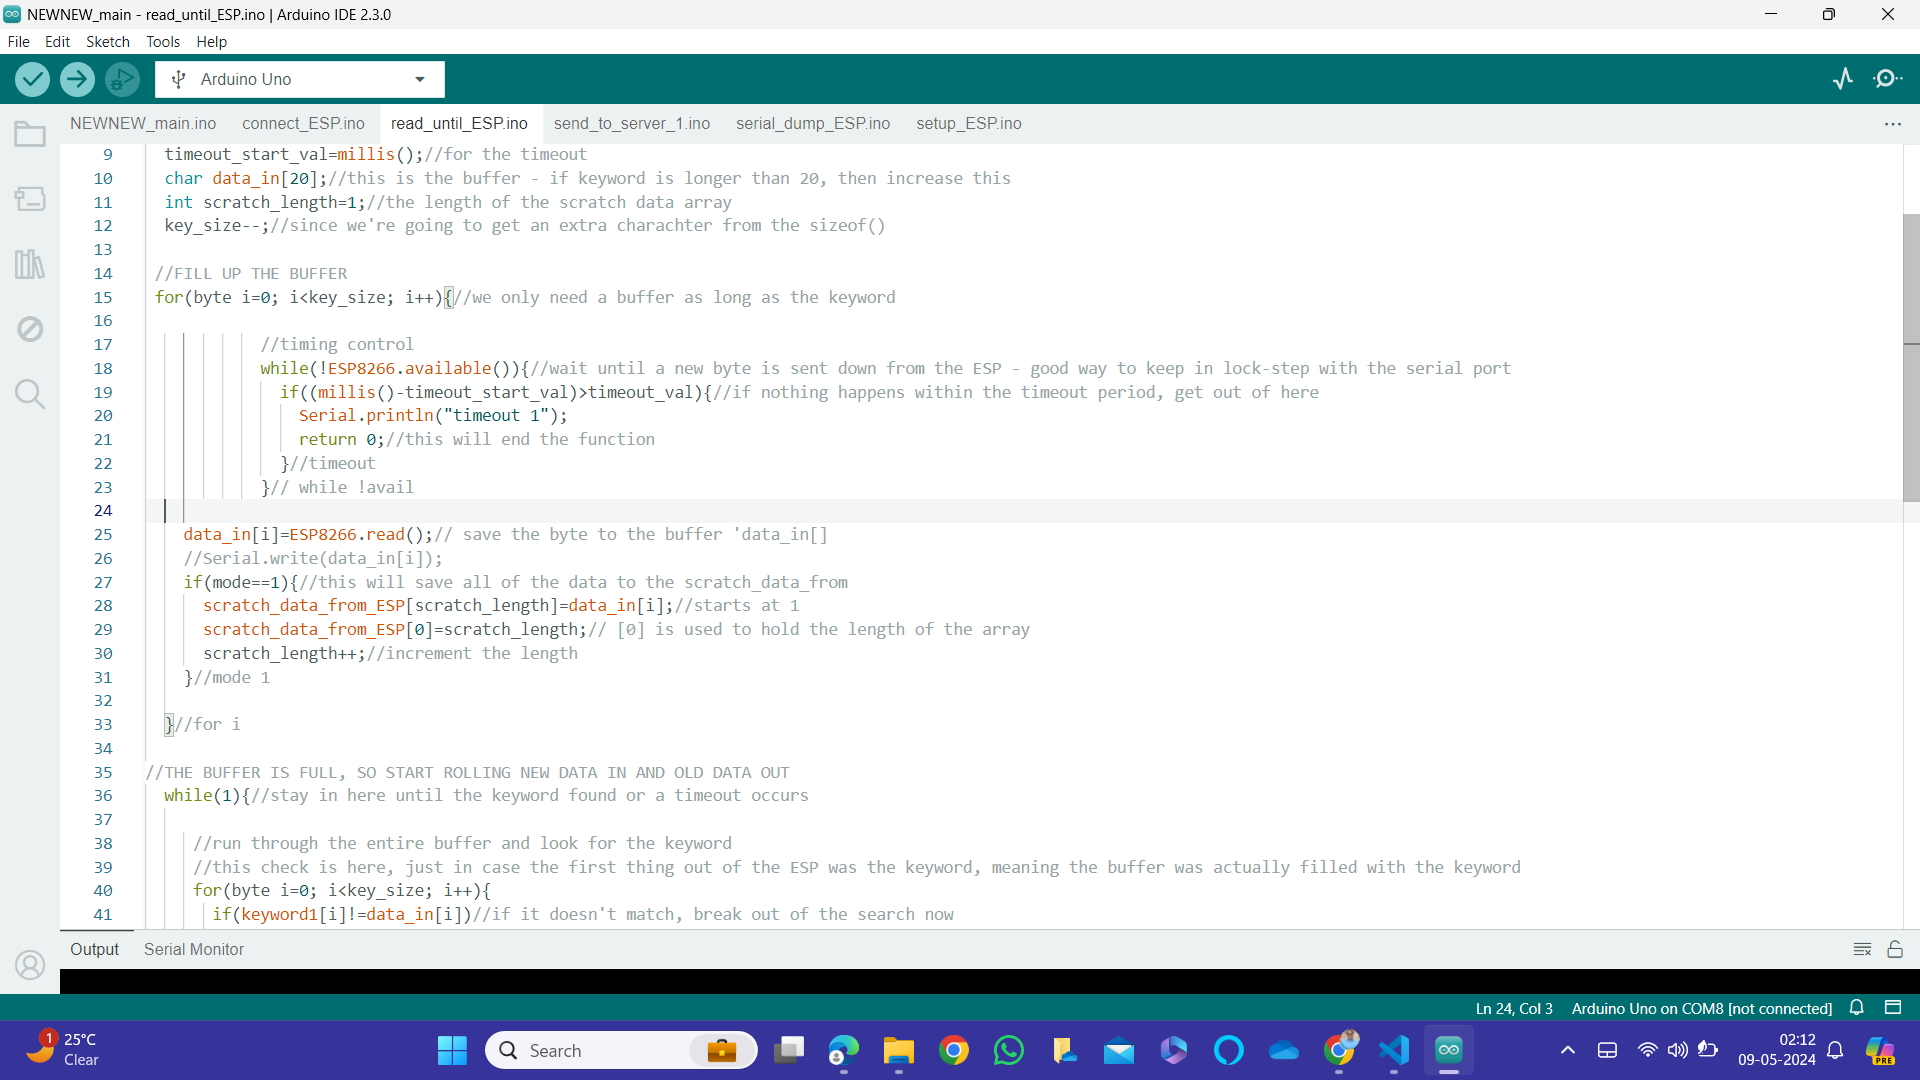 NEWNEW_main - read_until_ESP.ino | Arduino IDE 2.3.0
File Edit Sketch Tools Help
Arduino Uno
NEWNEW_main.ino connect_ESP.ino read_until_ESP.ino send_to_server_1.ino serial_dump_ESP.ino setup_ESP.ino
9 timeout_start_val=millis();//for the timeout
10 char data_in[20];//this is the buffer - if keyword is longer than 20, then increase this
11 int scratch_length=1;//the length of the scratch data array
12 key_size--;//since we're going to get an extra charachter from the sizeof()
13
14 //FILL UP THE BUFFER
15 for(byte i=0; i<key_size; i++){//we only need a buffer as long as the keyword
16
17 //timing control
18 while(!ESP8266.available()){//wait until a new byte is sent down from the ESP - good way to keep in lock-step with the serial port
19 if((millis()-timeout_start_val)>timeout_val){//if nothing happens within the timeout period, get out of here
20 Serial.println("timeout 1");
21 return 0;//this will end the function
22 }//timeout
23 }// while !avail
24
25 data_in[i]=ESP8266.read();// save the byte to the buffer 'data_in[]
26 //Serial.write(data_in[i]);
27 if(mode==1){//this will save all of the data to the scratch_data_from
28 scratch_data_from_ESP[scratch_length]=data_in[i];//starts at 1
29 scratch_data_from_ESP[0]=scratch_length;// [0] is used to hold the length of the array
30 scratch_length++;//increment the length
31 }//mode 1
32
33 }//for i
34
35 //THE BUFFER IS FULL, SO START ROLLING NEW DATA IN AND OLD DATA OUT
36 while(1){//stay in here until the keyword found or a timeout occurs
37
38 //run through the entire buffer and look for the keyword
39 //this check is here, just in case the first thing out of the ESP was the keyword, meaning the buffer was actually filled with the keyword
40 for(byte i=0; i<key_size; i++){
41 if(keyword1[i]!=data_in[i])//if it doesn't match, break out of the search now
Output Serial Monitor
Ln 24, Col 3 Arduino Uno on COM8 [not connected]
1 25°C
Clear
Search
PRE
02:12
09-05-2024